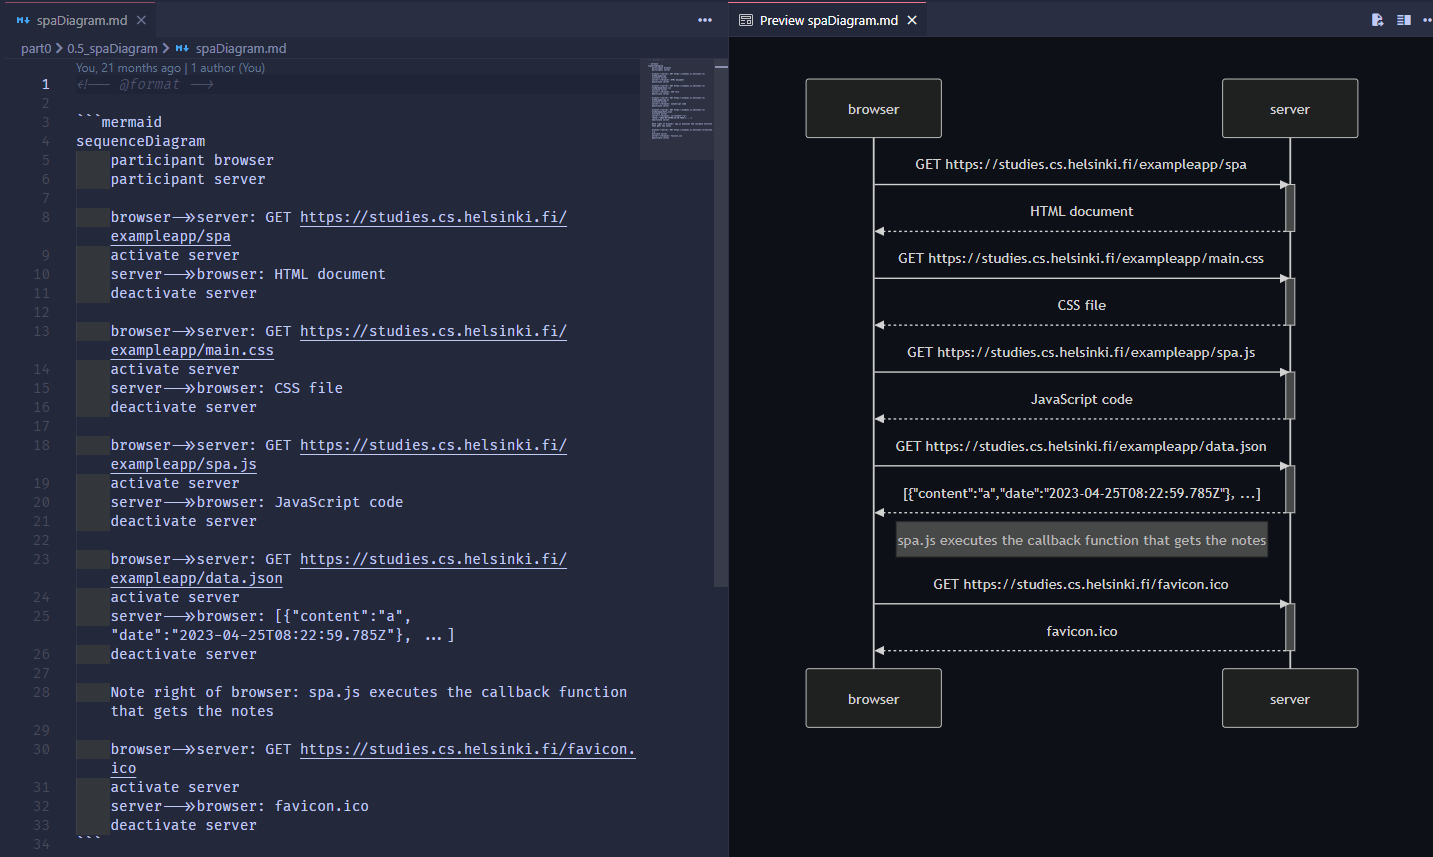 spaDiagram.md
part0 > 0.5_spaDiagram > spaDiagram.md
You, 21 months ago | 1 author (You)
1 <!-- @format -->
2
3 ```mermaid
4 sequenceDiagram
5 participant browser
6 participant server
7
8 browser->>server: GET https://studies.cs.helsinki.fi/
exampleapp/spa
9 activate server
10 server-->>browser: HTML document
11 deactivate server
12
13 browser->>server: GET https://studies.cs.helsinki.fi/
exampleapp/main.css
14 activate server
15 server-->>browser: CSS file
16 deactivate server
17
18 browser->>server: GET https://studies.cs.helsinki.fi/
exampleapp/spa.js
19 activate server
20 server-->>browser: JavaScript code
21 deactivate server
22
23 browser->>server: GET https://studies.cs.helsinki.fi/
exampleapp/data.json
24 activate server
25 server-->>browser: [{"content":"a",
"date":"2023-04-25T08:22:59.785Z"}, ...]
26 deactivate server
27
28 Note right of browser: spa.js executes the callback function
that gets the notes
29
30 browser->>server: GET https://studies.cs.helsinki.fi/favicon.
ico
31 activate server
32 server-->>browser: favicon.ico
33 deactivate server
34 ```
Preview spaDiagram.md
browser server
GET https://studies.cs.helsinki.fi/exampleapp/spa
HTML document
GET https://studies.cs.helsinki.fi/exampleapp/main.css
CSS file
GET https://studies.cs.helsinki.fi/exampleapp/spa.js
JavaScript code
GET https://studies.cs.helsinki.fi/exampleapp/data.json
[{"content":"a","date":"2023-04-25T08:22:59.785Z"}, ...]
spa.js executes the callback function that gets the notes
GET https://studies.cs.helsinki.fi/favicon.ico
favicon.ico
browser server